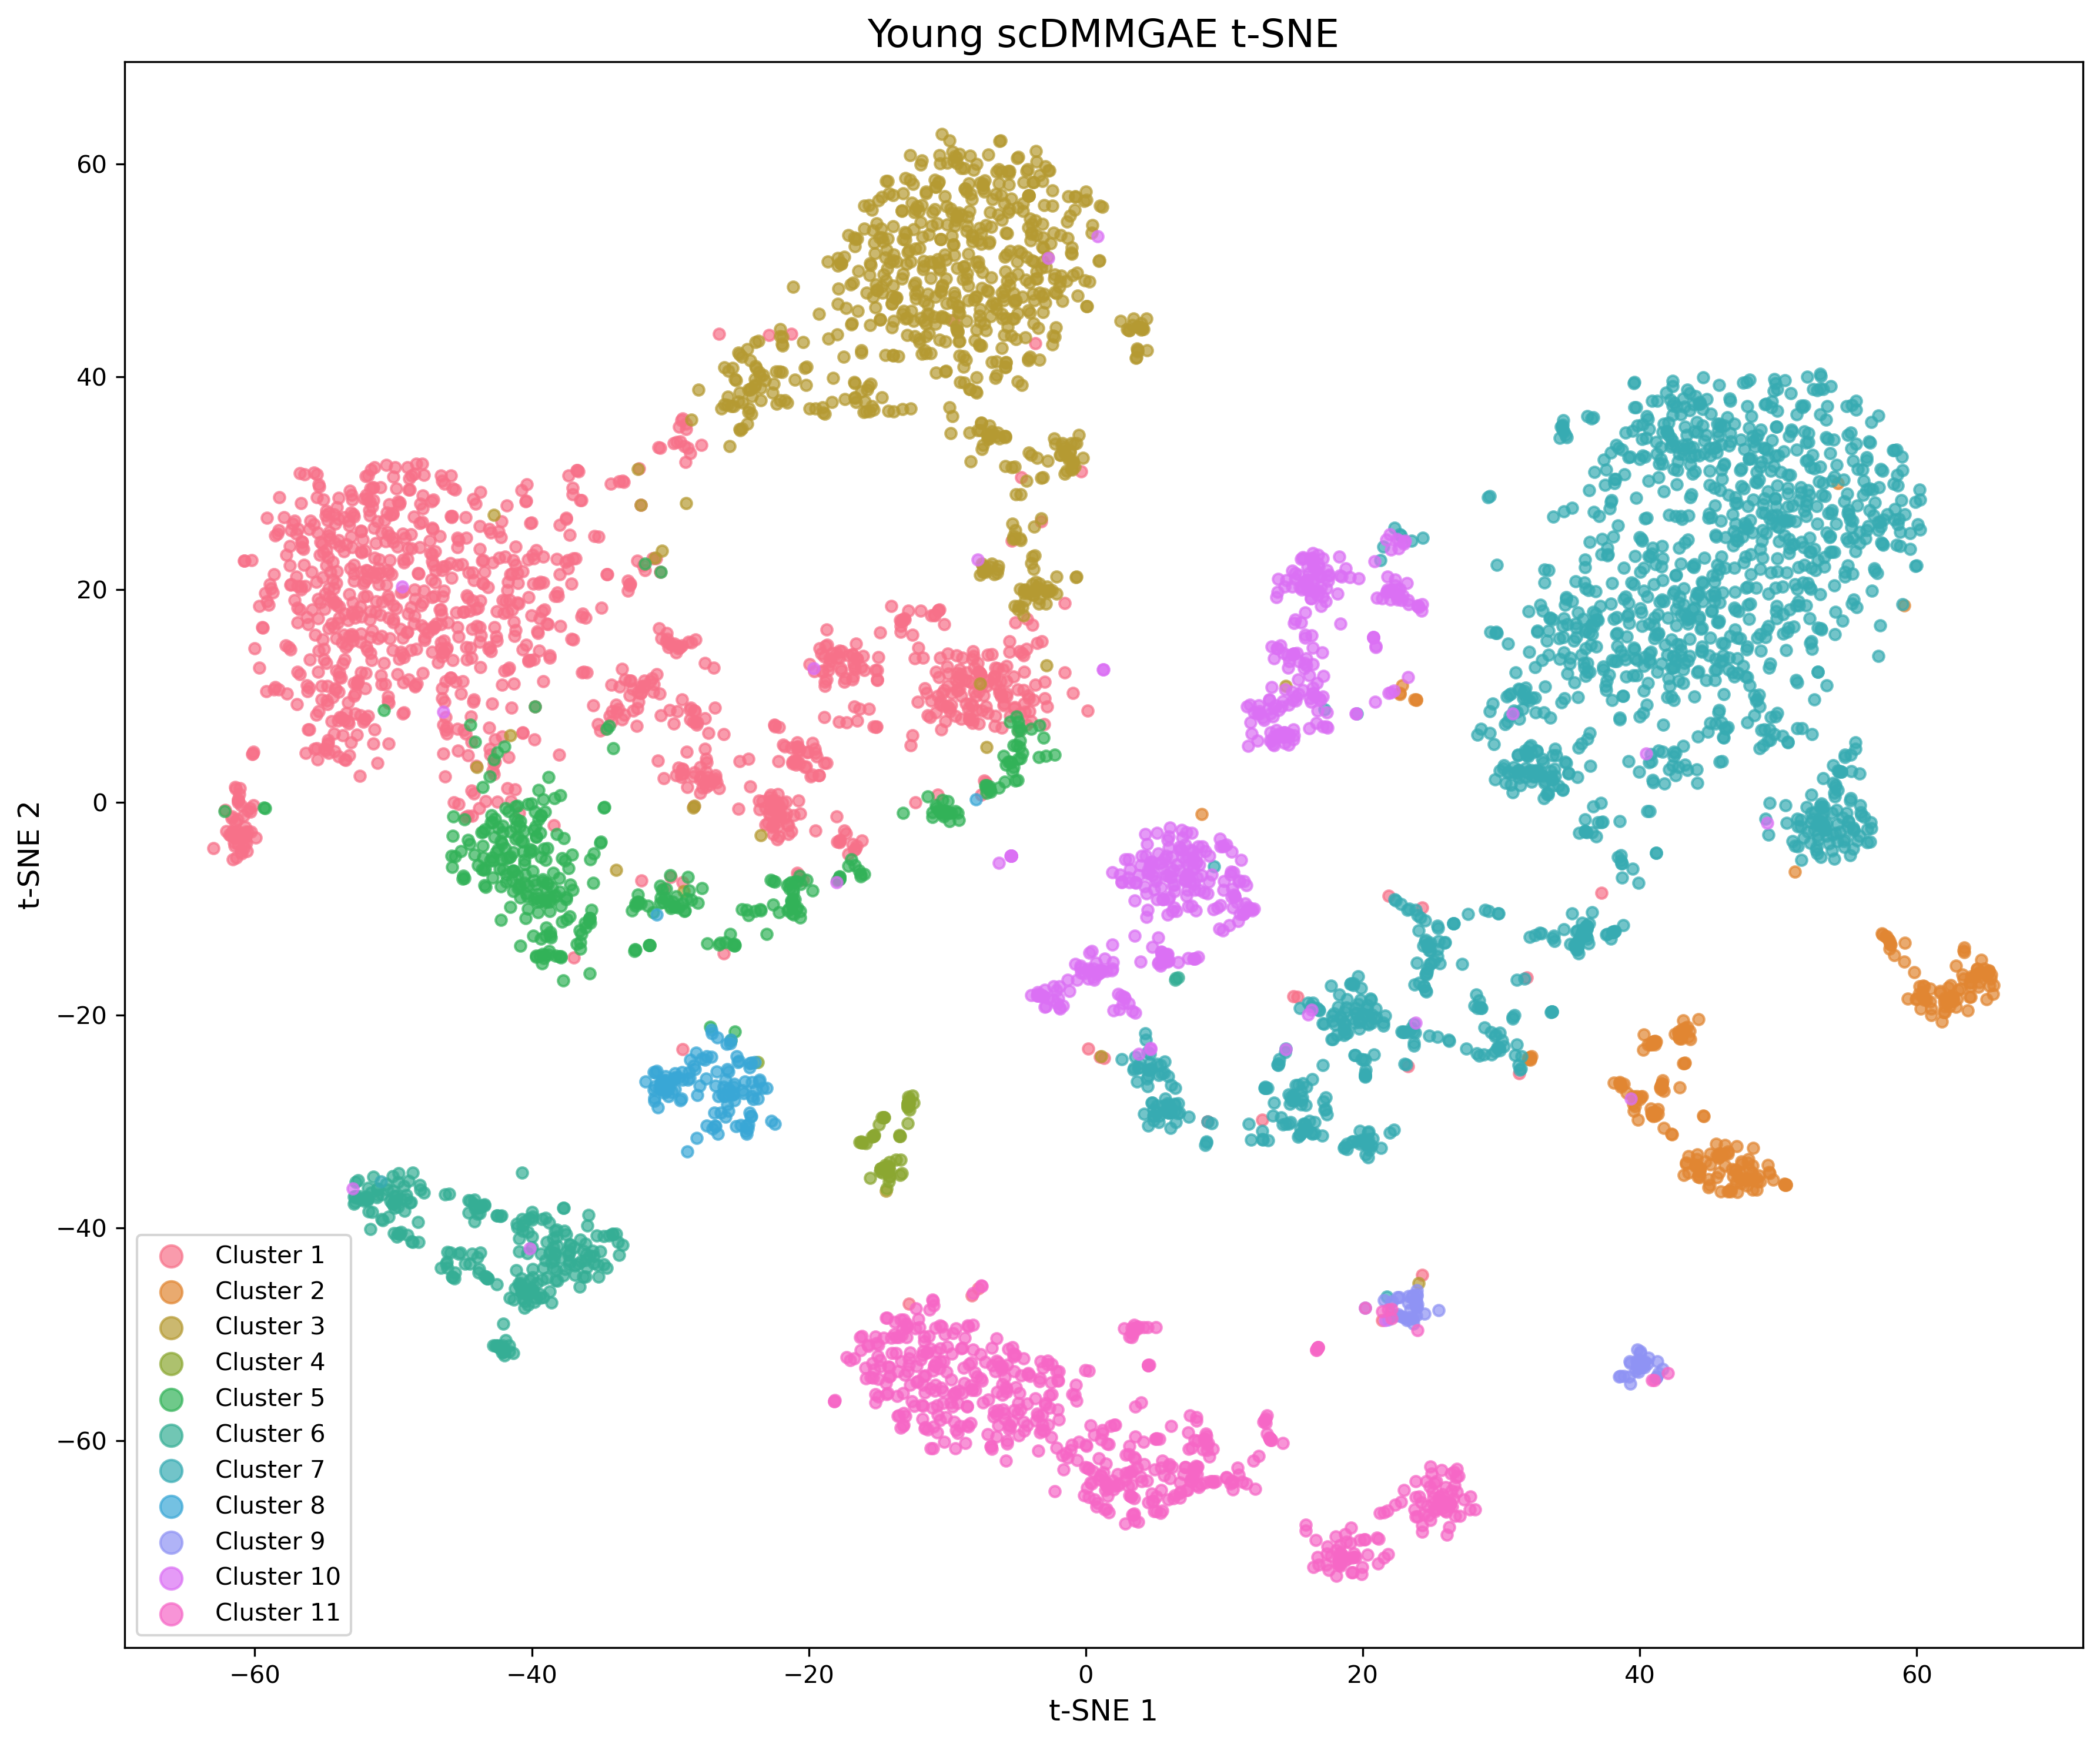 Young scDMMGAE t-SNE
60
40
20
0
−20
−40
−60
t-SNE 2
Cluster 1
Cluster 2
Cluster 3
Cluster 4
Cluster 5
Cluster 6
Cluster 7
Cluster 8
Cluster 9
Cluster 10
Cluster 11
−60 −40 −20 0 20 40 60
t-SNE 1